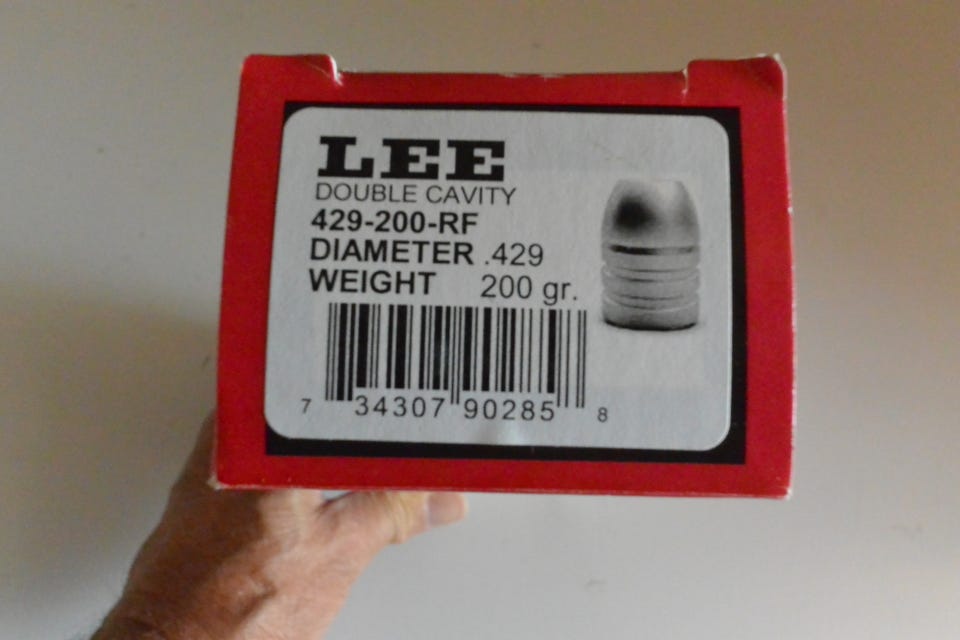 LEE
DOUBLE CAVITY
429-200-RF
DIAMETER .429
WEIGHT 200 gr.
7 34307 90285 8